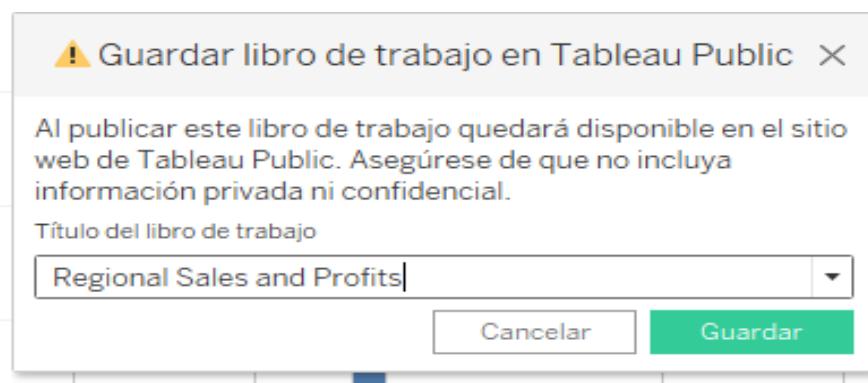 Guardar libro de trabajo en Tableau Public
Al publicar este libro de trabajo quedará disponible en el sitio
web de Tableau Public. Asegúrese de que no incluya
información privada ni confidencial.
Título del libro de trabajo
Regional Sales and Profits
Cancelar Guardar